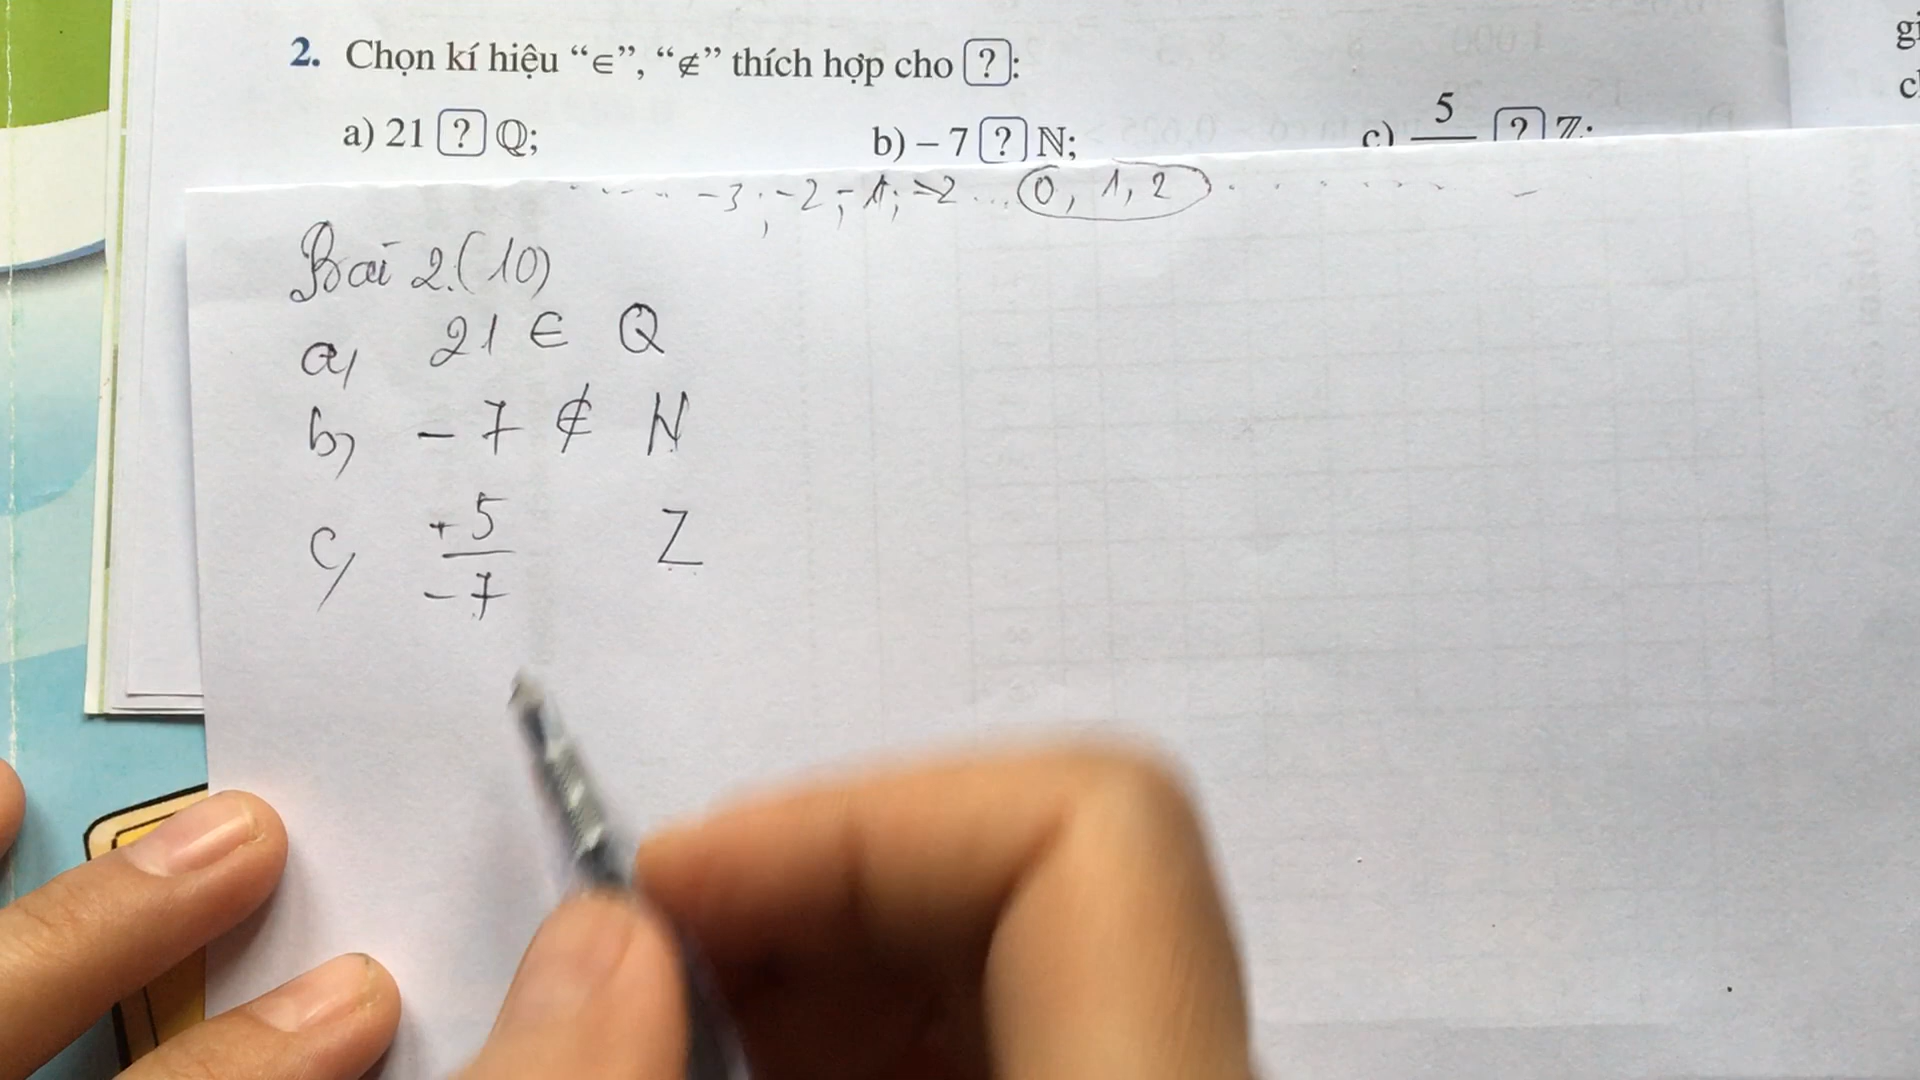 2. Chọn kí hiệu “∈”, “∉” thích hợp cho ?:
a) 21 ? ℚ; b) – 7 ? ℕ; c) 5 ? ℤ;
-3 ; -2 ; -1 ; -2 ... 0, 1, 2
Bài 2.(10)
a, 21 ∈ Q
b, - 7 ∉ N
c, +5 Z
-7